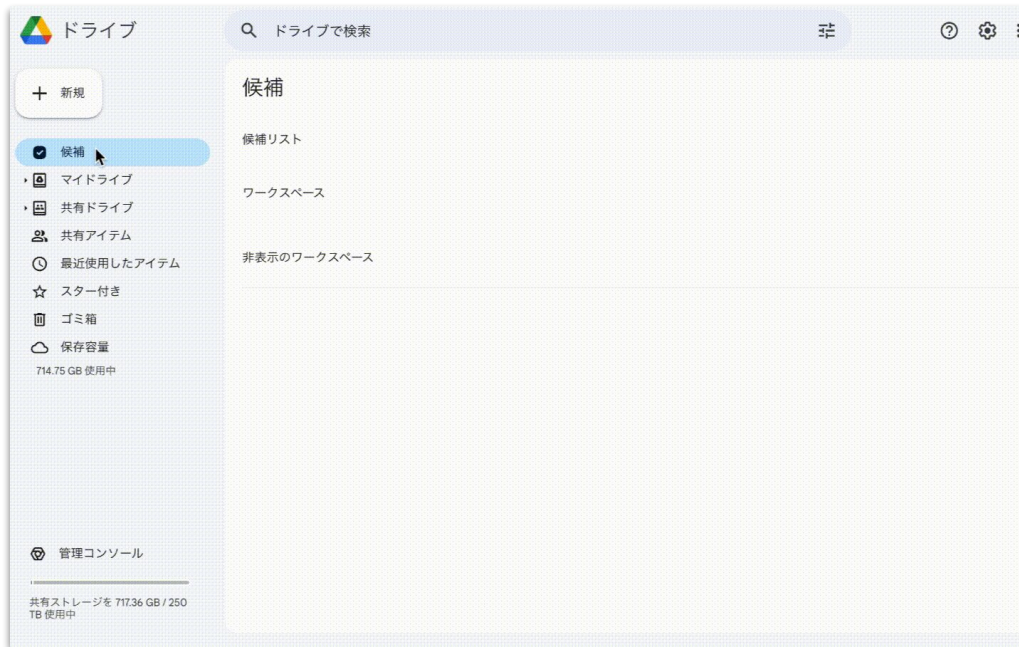 ドライブ
ドライブで検索
新規
候補
マイドライブ
共有ドライブ
共有アイテム
最近使用したアイテム
スター付き
ゴミ箱
保存容量
714.75 GB 使用中
管理コンソール
共有ストレージを 717.36 GB / 250
TB 使用中
候補
候補リスト
ワークスペース
非表示のワークスペース